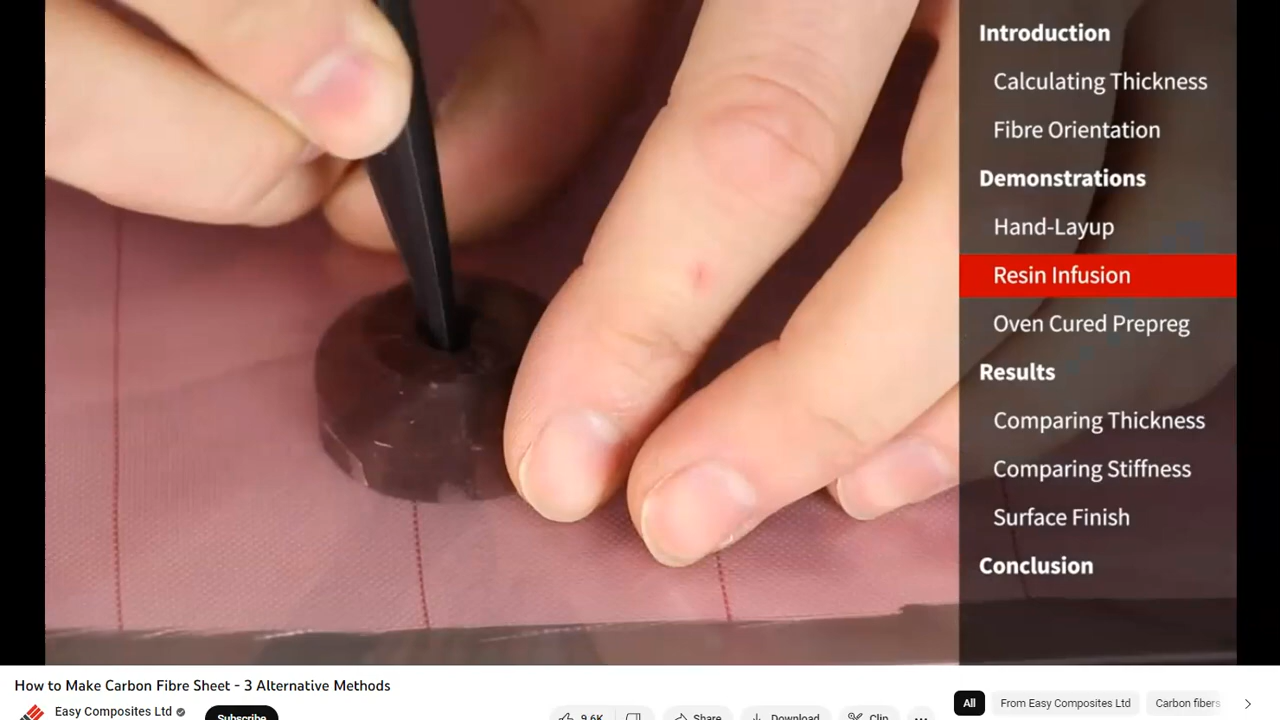 Introduction
Calculating Thickness
Fibre Orientation
Demonstrations
Hand-Layup
Resin Infusion
Oven Cured Prepreg
Results
Comparing Thickness
Comparing Stiffness
Surface Finish
Conclusion
How to Make Carbon Fibre Sheet - 3 Alternative Methods
Easy Composites Ltd
Subscribe
9.6K
Share
Download
Clip
All
From Easy Composites Ltd
Carbon fibers